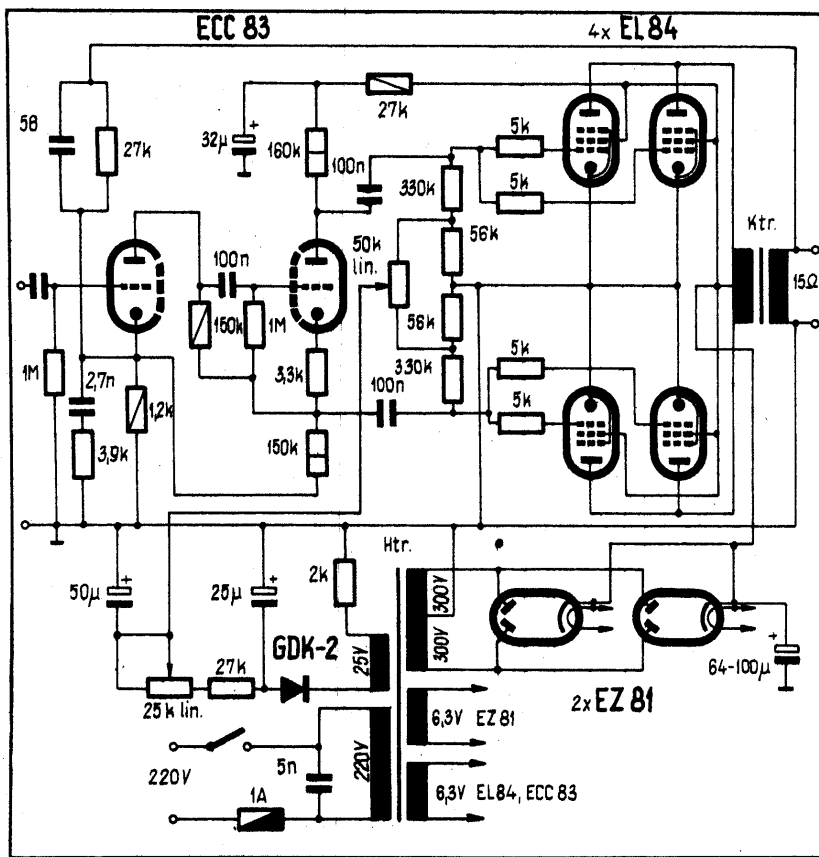 ECC 83
4x EL 84
56
27k
32µ
+
160k
100n
27k
5k
330k
5k
56k
Ktr.
15Ω
50k
lin.
100n
150k
1M
3,3k
56k
330k
5k
5k
100n
1M
2,7n
1,2k
3,9k
150k
50µ
+
25µ
+
2k
Htr.
300V
300V
25V
GDK-2
27k
25k lin.
64-100µ
+
2x EZ 81
6,3V EZ 81
220V
5n
220V
1A
6,3V EL84, ECC 83